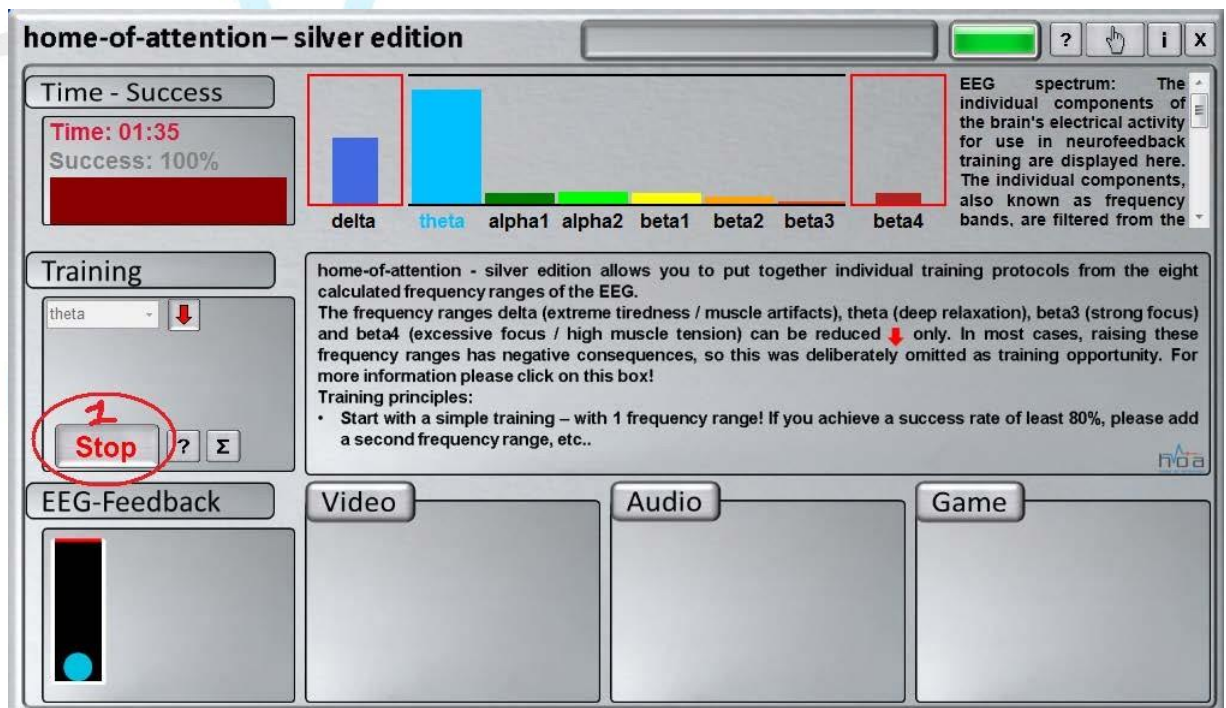 home-of-attention – silver edition
? i X
Time - Success
Time: 01:35
Success: 100%
delta theta alpha1 alpha2 beta1 beta2 beta3 beta4
EEG spectrum: The
individual components of
the brain's electrical activity
for use in neurofeedback
training are displayed here.
The individual components,
also known as frequency
bands, are filtered from the
Training
theta
1
Stop ? Σ
home-of-attention - silver edition allows you to put together individual training protocols from the eight
calculated frequency ranges of the EEG.
The frequency ranges delta (extreme tiredness / muscle artifacts), theta (deep relaxation), beta3 (strong focus)
and beta4 (excessive focus / high muscle tension) can be reduced only. In most cases, raising these
frequency ranges has negative consequences, so this was deliberately omitted as training opportunity. For
more information please click on this box!
Training principles:
• Start with a simple training – with 1 frequency range! If you achieve a success rate of least 80%, please add
a second frequency range, etc..
hoa
EEG-Feedback
Video
Audio
Game